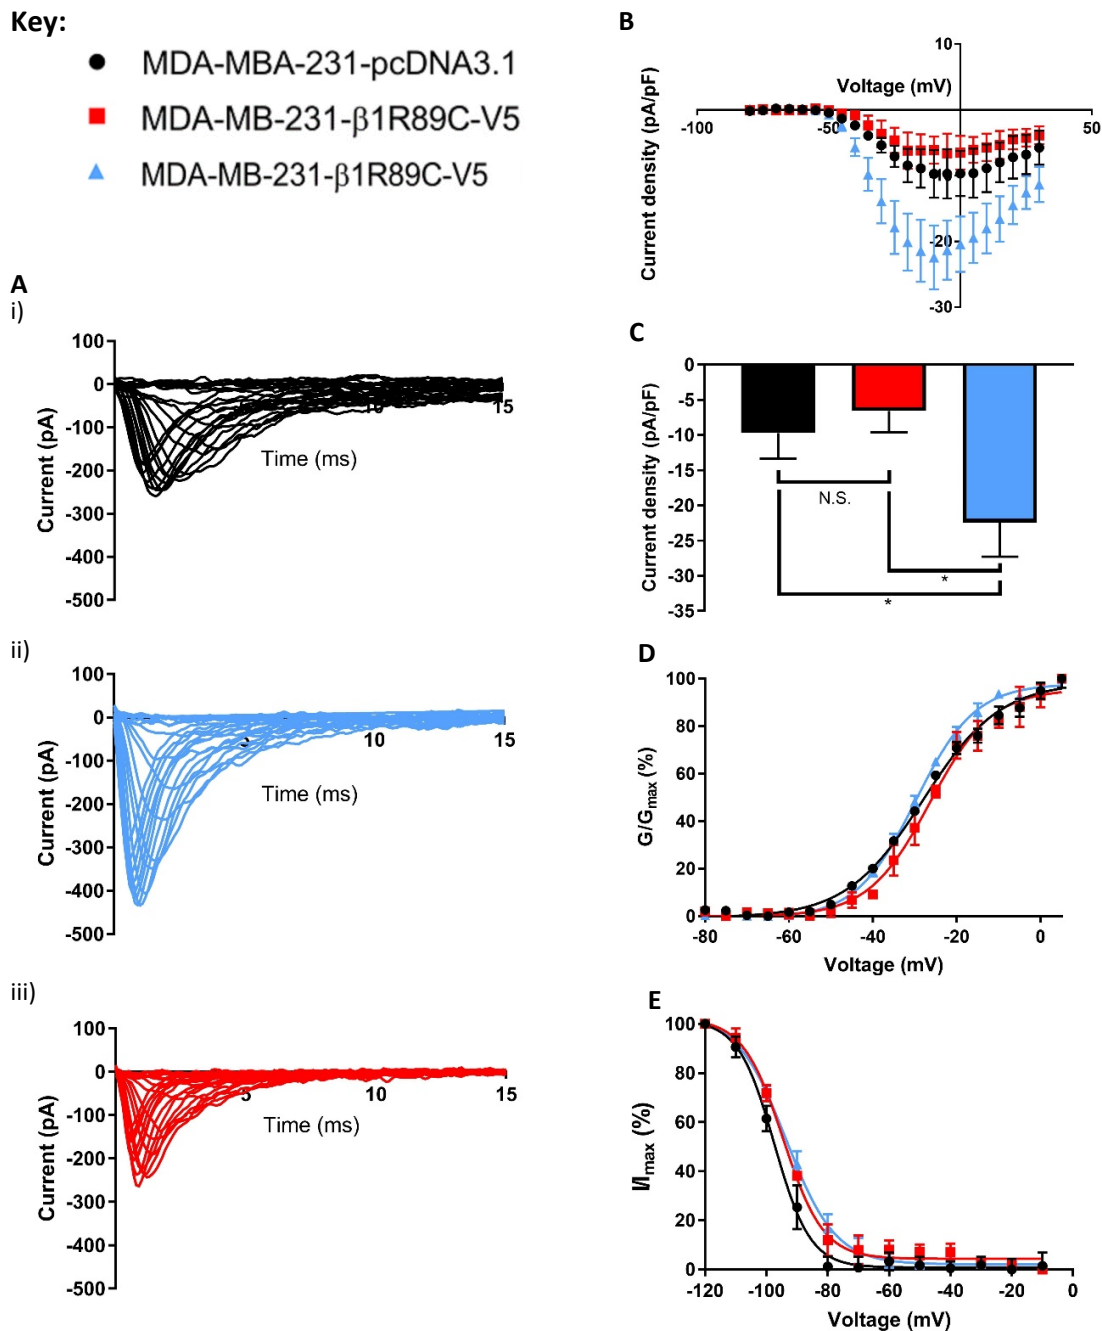 Key:
MDA-MBA-231-pcDNA3.1
MDA-MB-231-β1R89C-V5
MDA-MB-231-β1R89C-V5
A
i)
100
0
-100
-200
-300
-400
-500
Current (pA)
10
15
Time (ms)
ii)
100
0
-100
-200
-300
-400
-500
Current (pA)
5
10
15
Time (ms)
iii)
100
0
-100
-200
-300
-400
-500
Current (pA)
5
10
15
Time (ms)
B
10
Voltage (mV)
-100
-50
50
-20
-30
Current density (pA/pF)
C
0
-5
-10
-15
-20
-25
-30
-35
Current density (pA/pF)
N.S.
*
*
D
100
80
60
40
20
0
G/Gmax (%)
-80
-60
-40
-20
0
Voltage (mV)
E
100
80
60
40
20
0
I/Imax (%)
-120
-100
-80
-60
-40
-20
0
Voltage (mV)